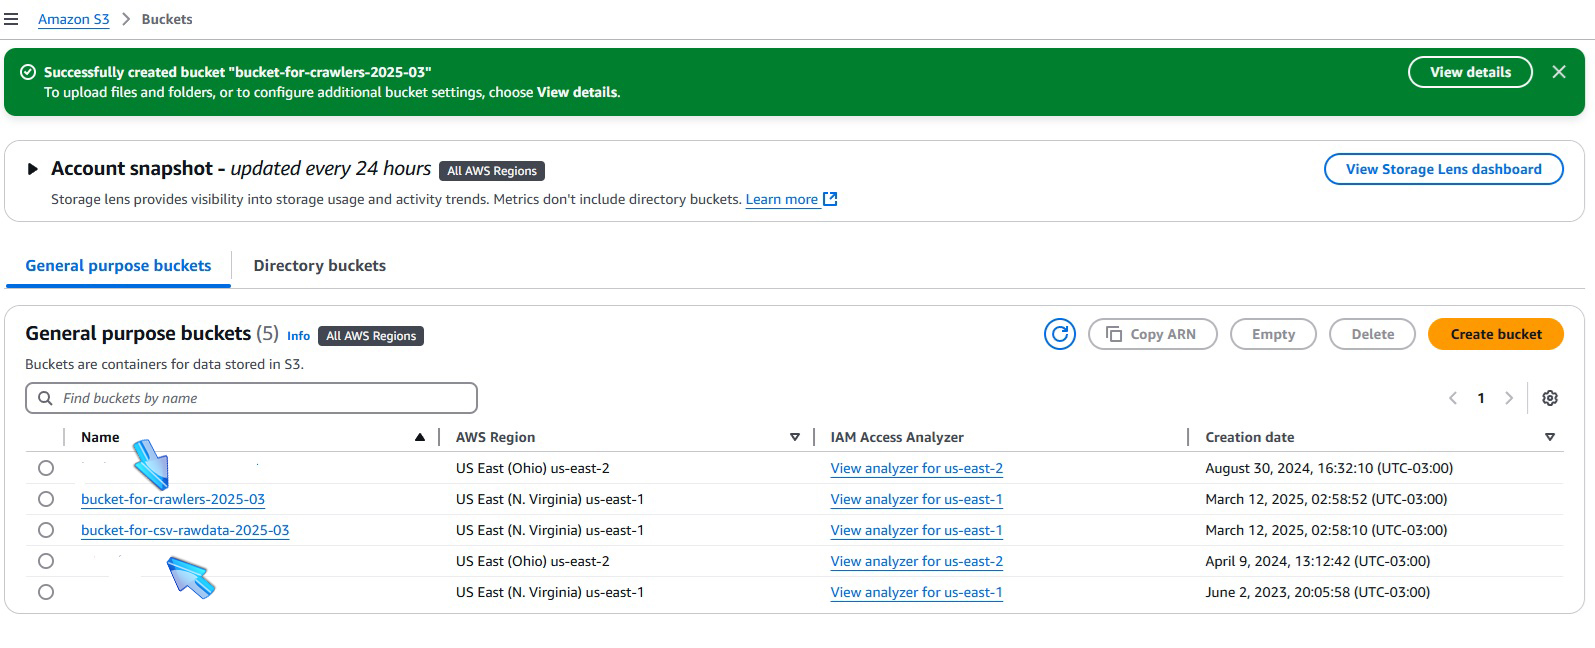 Amazon S3 > Buckets
Successfully created bucket "bucket-for-crawlers-2025-03"
To upload files and folders, or to configure additional bucket settings, choose View details.
View details
Account snapshot - updated every 24 hours All AWS Regions
View Storage Lens dashboard
Storage lens provides visibility into storage usage and activity trends. Metrics don't include directory buckets. Learn more
General purpose buckets Directory buckets
General purpose buckets (5) Info All AWS Regions
Copy ARN Empty Delete Create bucket
Buckets are containers for data stored in S3.
Find buckets by name
1
Name AWS Region IAM Access Analyzer Creation date
US East (Ohio) us-east-2 View analyzer for us-east-2 August 30, 2024, 16:32:10 (UTC-03:00)
bucket-for-crawlers-2025-03 US East (N. Virginia) us-east-1 View analyzer for us-east-1 March 12, 2025, 02:58:52 (UTC-03:00)
bucket-for-csv-rawdata-2025-03 US East (N. Virginia) us-east-1 View analyzer for us-east-1 March 12, 2025, 02:58:10 (UTC-03:00)
US East (Ohio) us-east-2 View analyzer for us-east-2 April 9, 2024, 13:12:42 (UTC-03:00)
US East (N. Virginia) us-east-1 View analyzer for us-east-1 June 2, 2023, 20:05:58 (UTC-03:00)